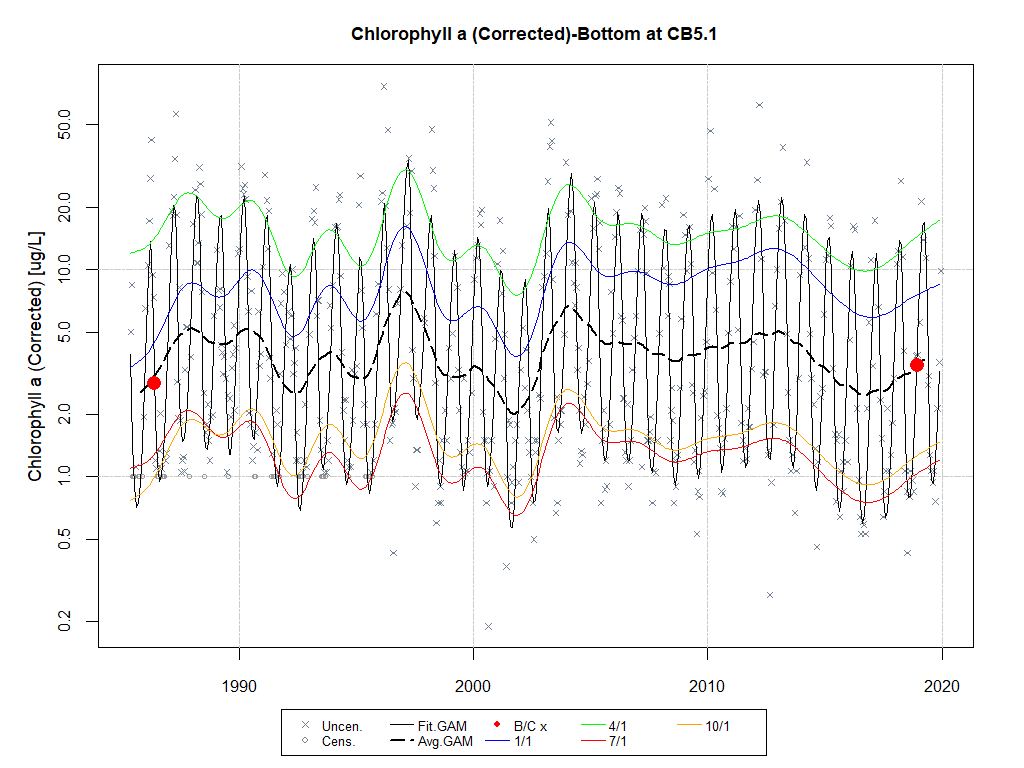 Chlorophyll a (Corrected)-Bottom at CB5.1
Chlorophyll a (Corrected) [ug/L]
50.0
20.0
10.0
5.0
2.0
1.0
0.5
0.2
1990 2000 2010 2020
Uncen. Fit.GAM B/C x 4/1 10/1
Cens. Avg.GAM 1/1 7/1